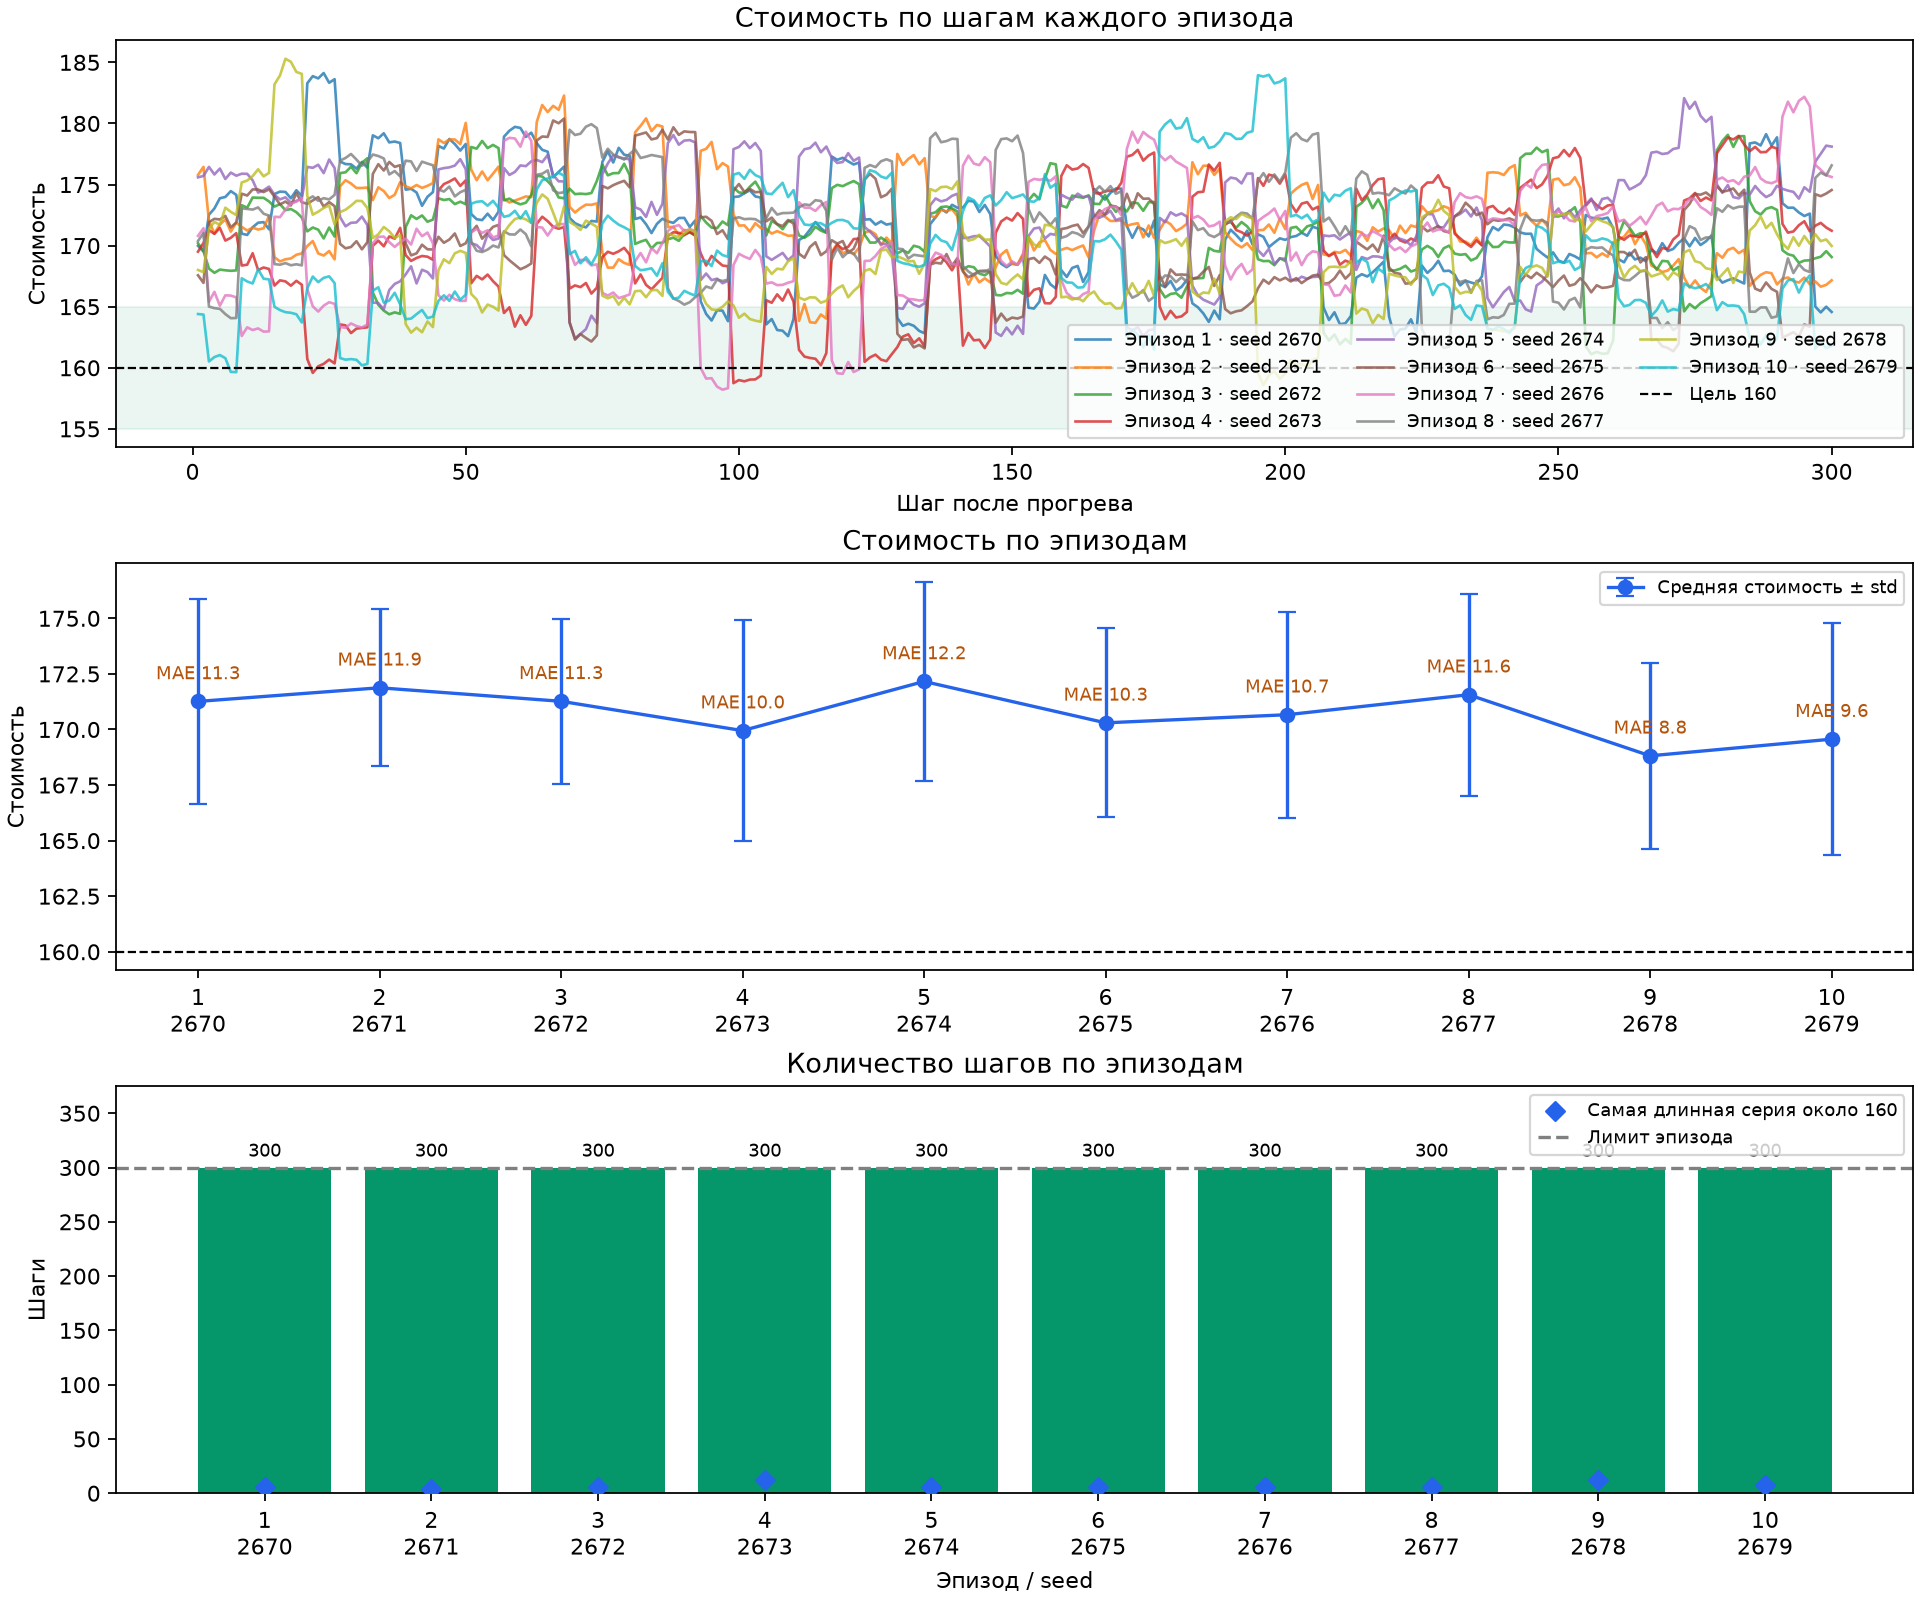 Стоимость по шагам каждого эпизода
Стоимость
185
180
175
170
165
160
155
Эпизод 1 · seed 2670
Эпизод 2 · seed 2671
Эпизод 3 · seed 2672
Эпизод 4 · seed 2673
Эпизод 5 · seed 2674
Эпизод 6 · seed 2675
Эпизод 7 · seed 2676
Эпизод 8 · seed 2677
Эпизод 9 · seed 2678
Эпизод 10 · seed 2679
Цель 160
0 50 100 150 200 250 300
Шаг после прогрева
Стоимость по эпизодам
Стоимость
175.0
172.5
170.0
167.5
165.0
162.5
160.0
Средняя стоимость ± std
MAE 11.3
MAE 11.9
MAE 11.3
MAE 10.0
MAE 12.2
MAE 10.3
MAE 10.7
MAE 11.6
MAE 8.8
MAE 9.6
1 2 3 4 5 6 7 8 9 10
2670 2671 2672 2673 2674 2675 2676 2677 2678 2679
Количество шагов по эпизодам
Шаги
350
300
250
200
150
100
50
0
Самая длинная серия около 160
Лимит эпизода
300 300 300 300 300 300 300 300 300 300
1 2 3 4 5 6 7 8 9 10
2670 2671 2672 2673 2674 2675 2676 2677 2678 2679
Эпизод / seed